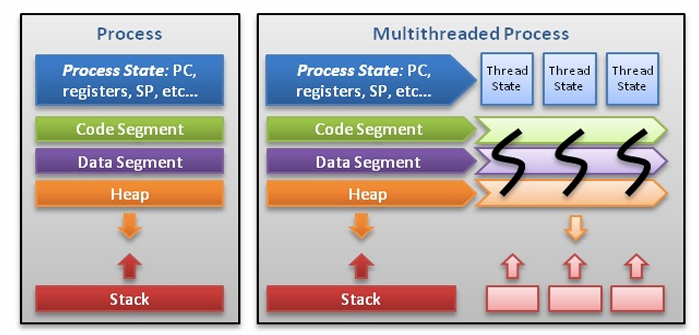 Process
Process State: PC,
registers, SP, etc...
Code Segment
Data Segment
Heap
Stack
Multithreaded Process
Process State: PC,
registers, SP, etc...
Thread
State
Thread
State
Thread
State
Code Segment
Data Segment
Heap
Stack